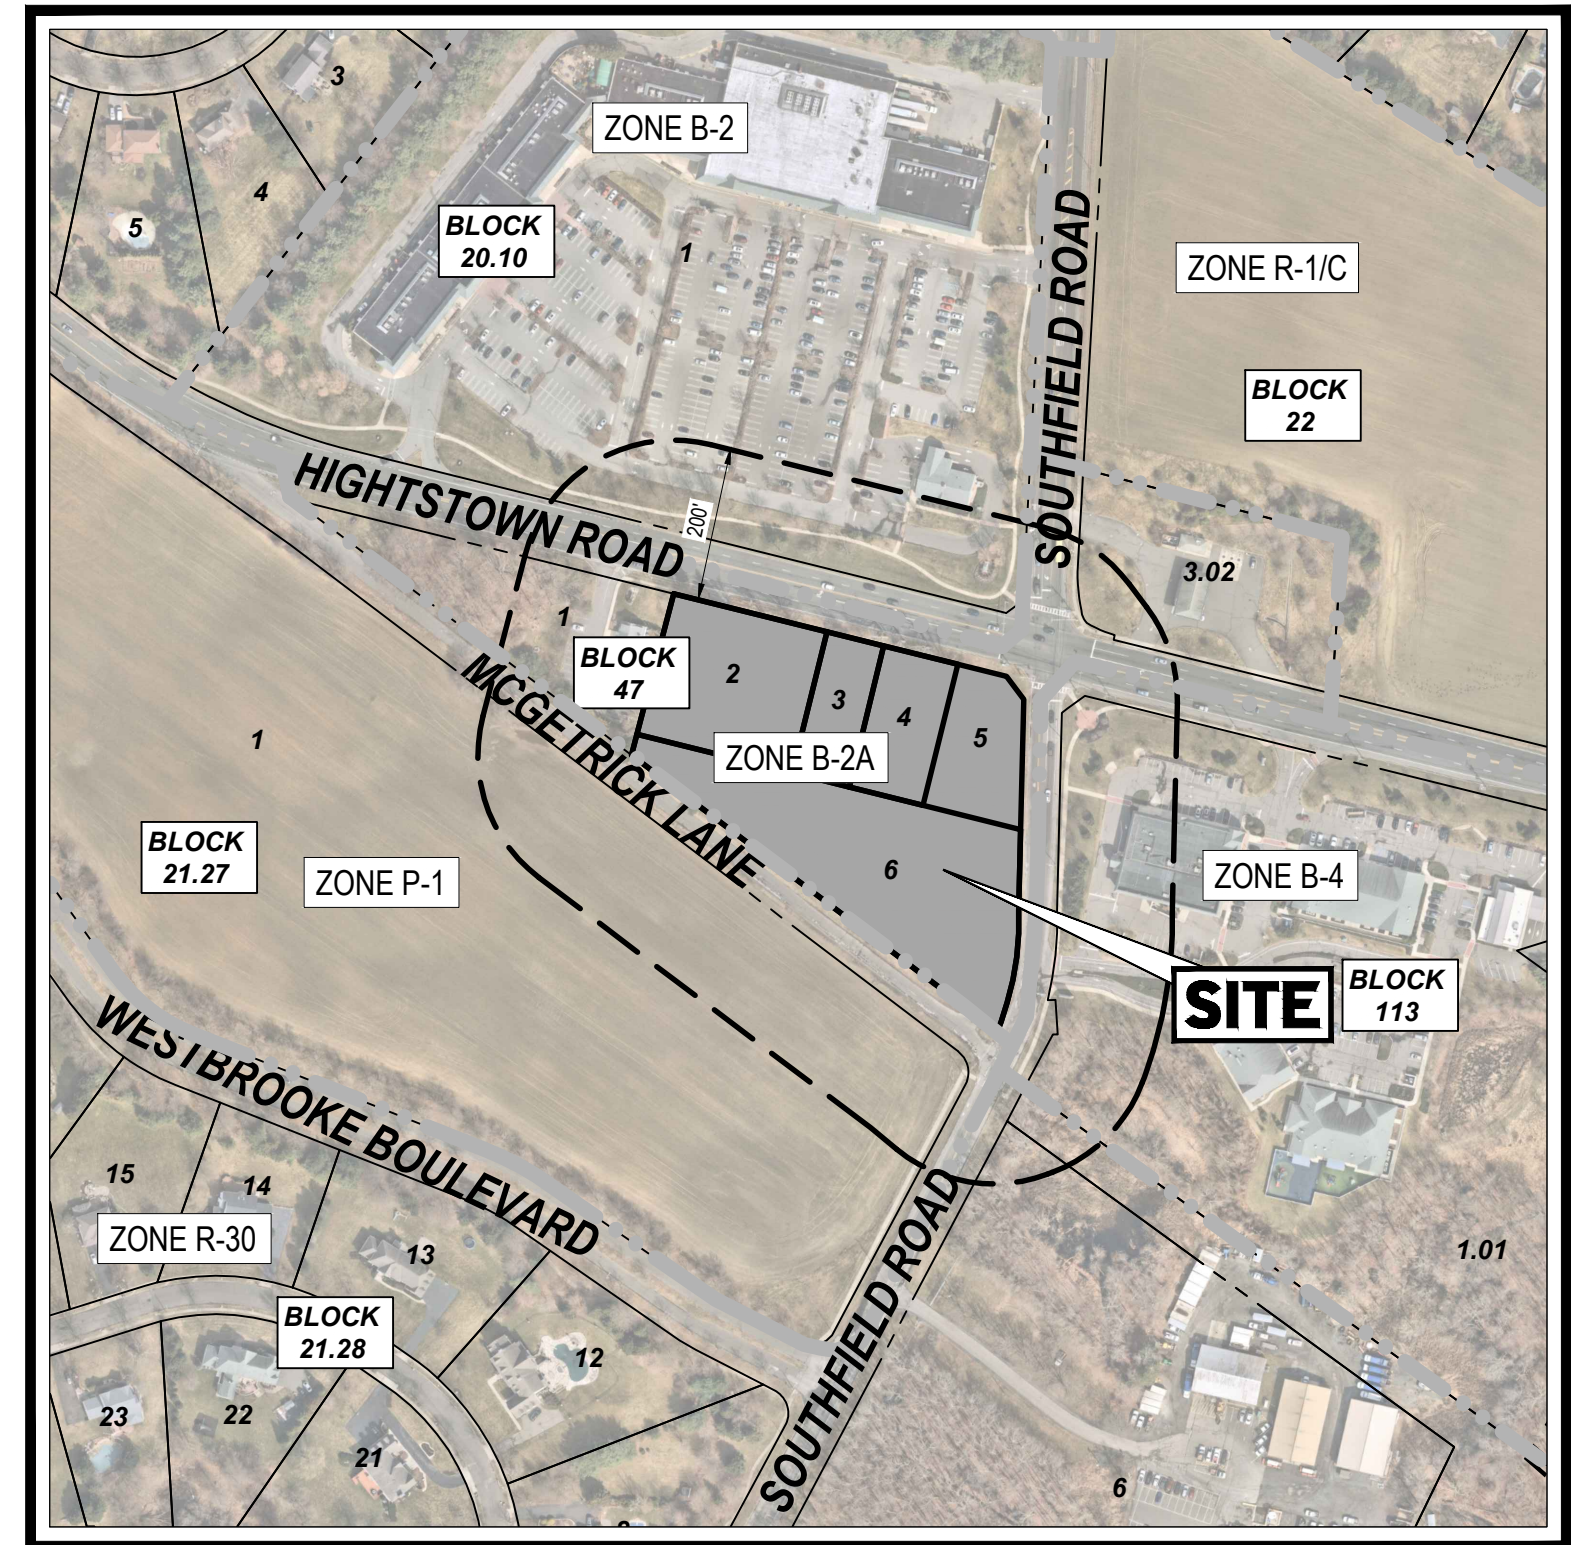 3
ZONE B-2
4
5
BLOCK
20.10
1
SOUTHFIELD ROAD
ZONE R-1/C
BLOCK
22
HIGHTSTOWN ROAD
200'
3.02
1
BLOCK
47
2
3
4
5
MCGETRICK LANE
ZONE B-2A
1
BLOCK
21.27
ZONE P-1
6
ZONE B-4
SITE
BLOCK
113
WESTBROOKE BOULEVARD
15
14
ZONE R-30
13
1.01
BLOCK
21.28
12
SOUTHFIELD ROAD
23
22
21
6